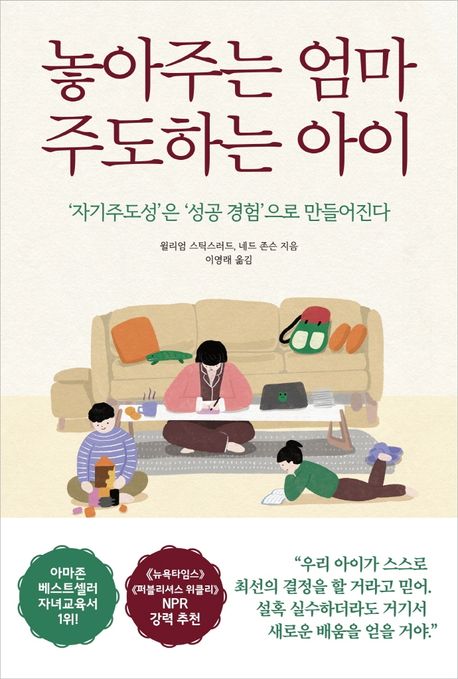 놓아주는 엄마
주도하는 아이
‘자기주도성’은 ‘성공 경험’으로 만들어진다
윌리엄 스틱스러드, 네드 존슨 지음
이영래 옮김
아마존
베스트셀러
자녀교육서
1위!
《뉴욕타임스》
《퍼블리셔스 위클리》
NPR
강력 추천
“우리 아이가 스스로
최선의 결정을 할 거라고 믿어.
설혹 실수하더라도 거기서
새로운 배움을 얻을 거야.”